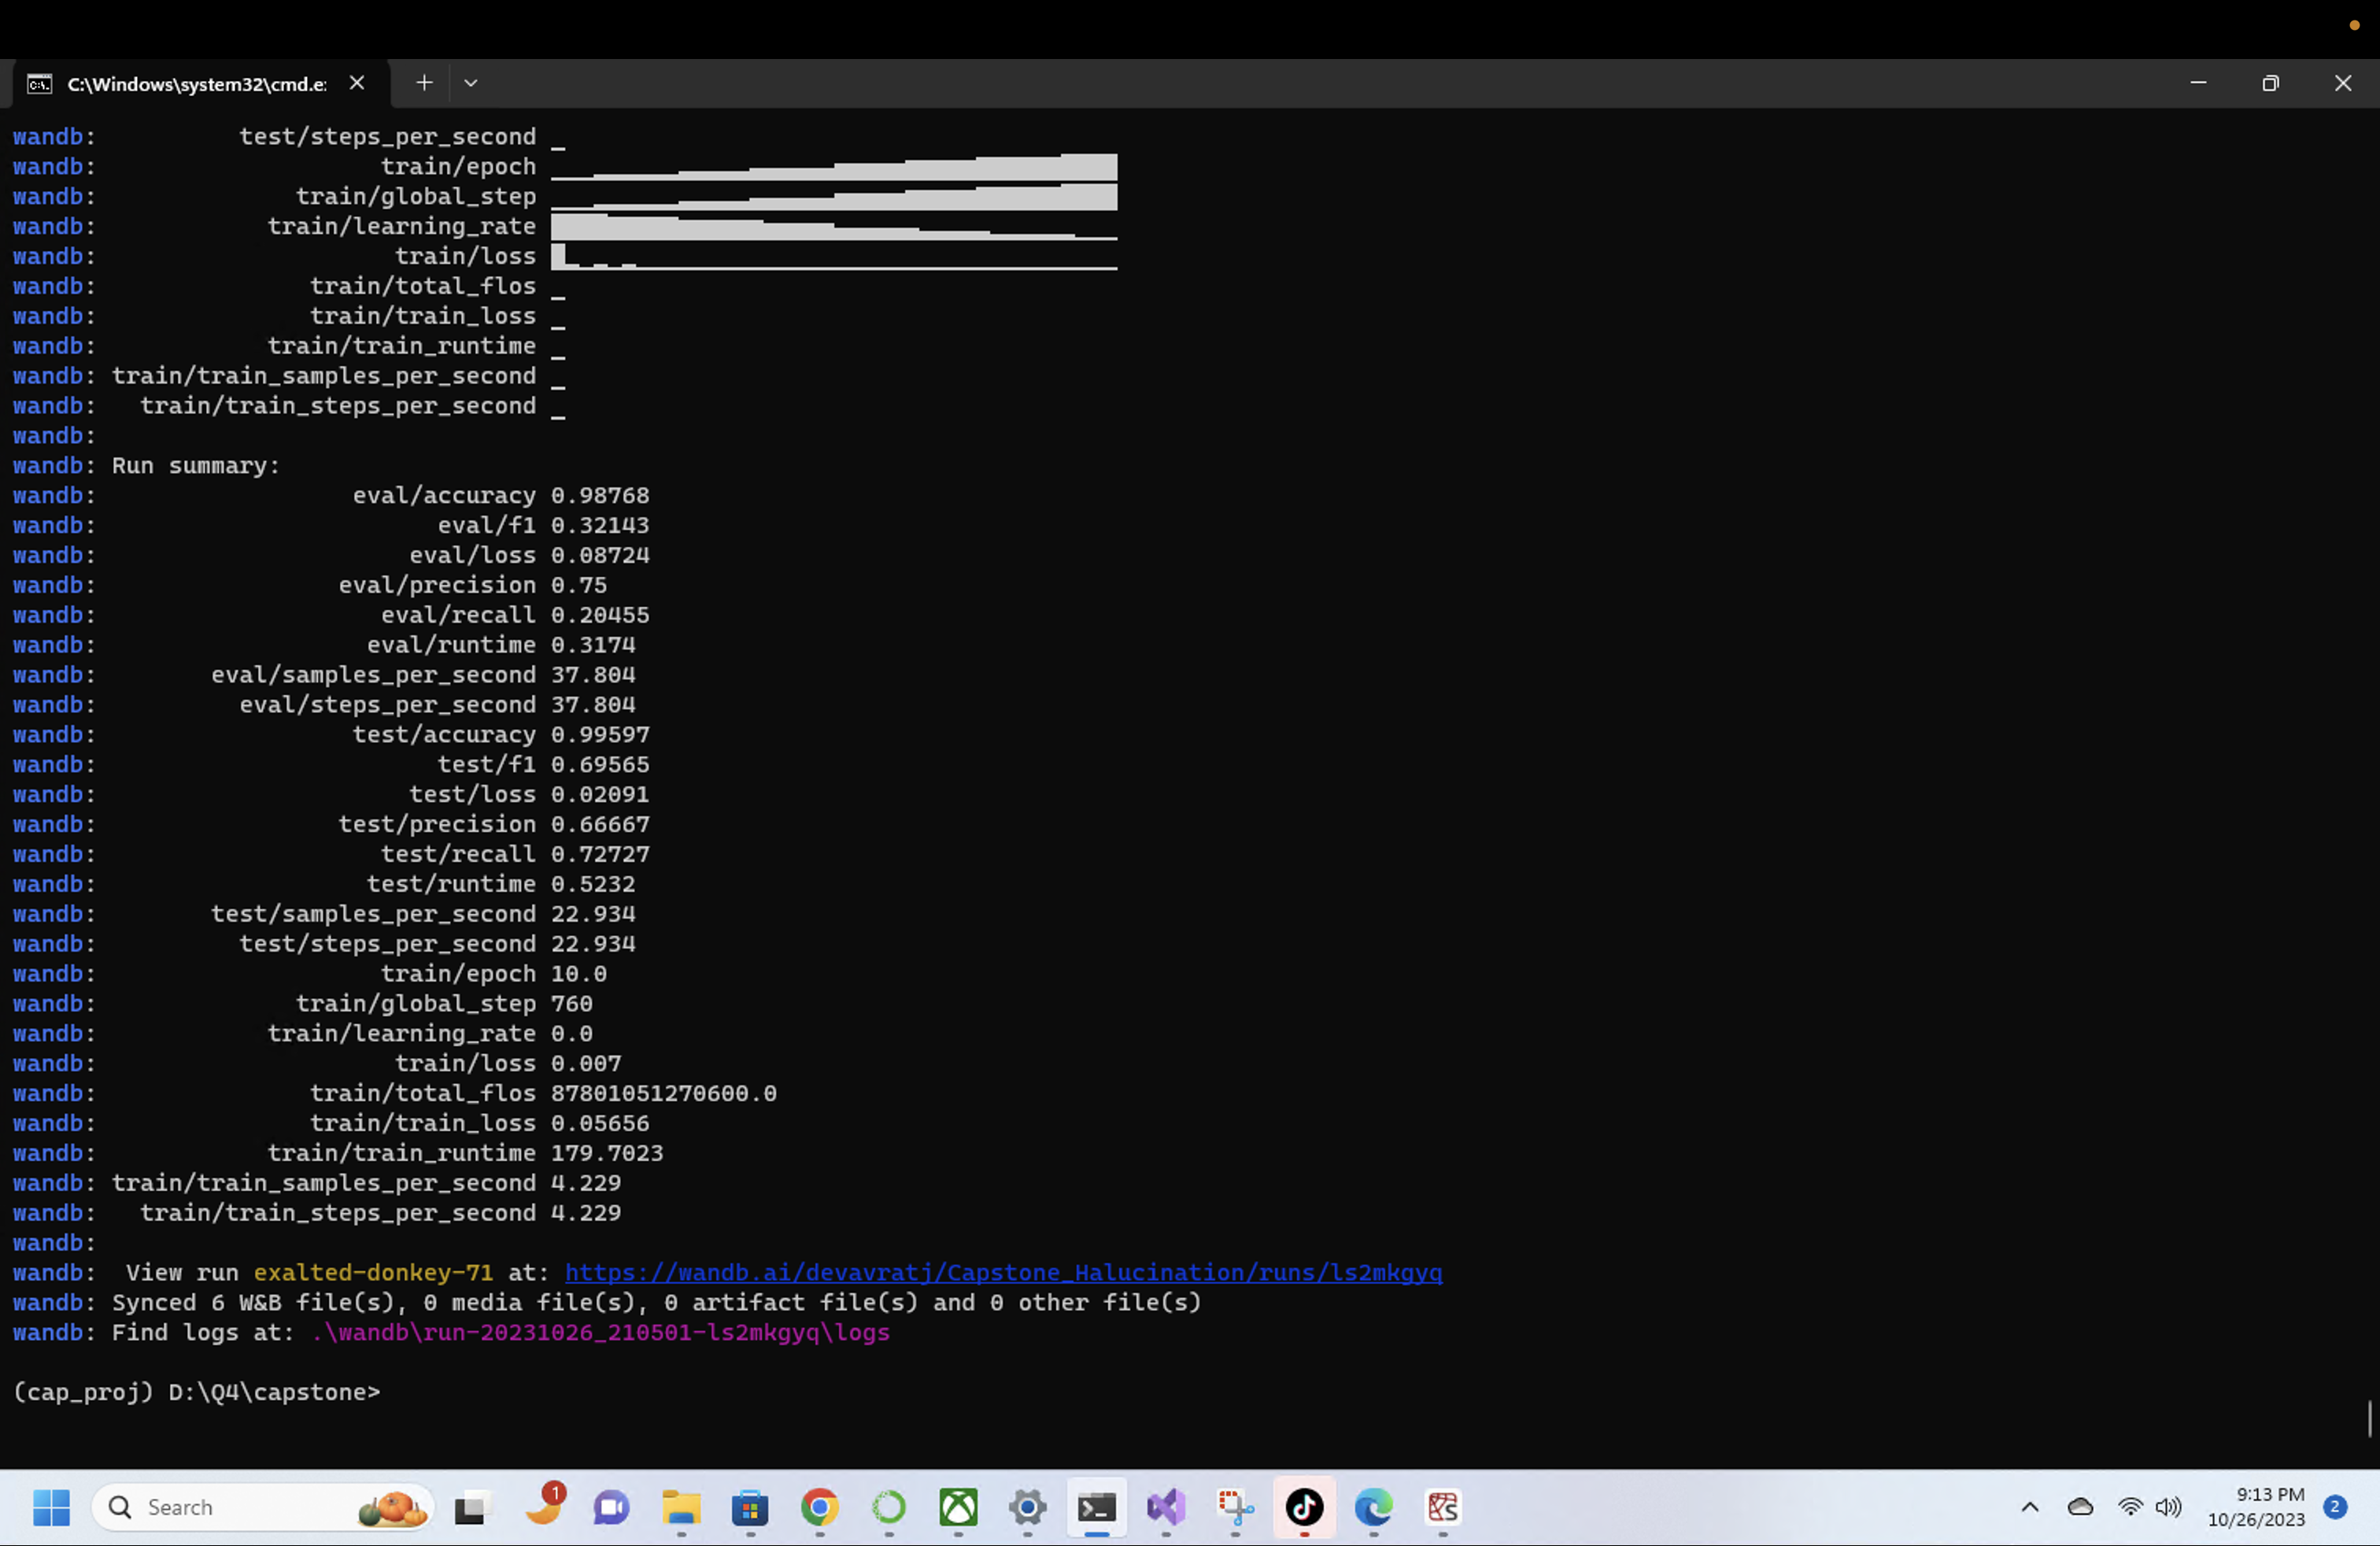 C:\Windows\system32\cmd.e
wandb: test/steps_per_second _
wandb: train/epoch
wandb: train/global_step
wandb: train/learning_rate
wandb: train/loss
wandb: train/total_flos _
wandb: train/train_loss _
wandb: train/train_runtime _
wandb: train/train_samples_per_second _
wandb: train/train_steps_per_second _
wandb:
wandb: Run summary:
wandb: eval/accuracy 0.98768
wandb: eval/f1 0.32143
wandb: eval/loss 0.08724
wandb: eval/precision 0.75
wandb: eval/recall 0.20455
wandb: eval/runtime 0.3174
wandb: eval/samples_per_second 37.804
wandb: eval/steps_per_second 37.804
wandb: test/accuracy 0.99597
wandb: test/f1 0.69565
wandb: test/loss 0.02091
wandb: test/precision 0.66667
wandb: test/recall 0.72727
wandb: test/runtime 0.5232
wandb: test/samples_per_second 22.934
wandb: test/steps_per_second 22.934
wandb: train/epoch 10.0
wandb: train/global_step 760
wandb: train/learning_rate 0.0
wandb: train/loss 0.007
wandb: train/total_flos 87801051270600.0
wandb: train/train_loss 0.05656
wandb: train/train_runtime 179.7023
wandb: train/train_samples_per_second 4.229
wandb: train/train_steps_per_second 4.229
wandb:
wandb: View run exalted-donkey-71 at: https://wandb.ai/devavratj/Capstone_Halucination/runs/ls2mkgyq
wandb: Synced 6 W&B file(s), 0 media file(s), 0 artifact file(s) and 0 other file(s)
wandb: Find logs at: .\wandb\run-20231026_210501-ls2mkgyq\logs
(cap_proj) D:\Q4\capstone>
Search
1
9:13 PM
10/26/2023
2